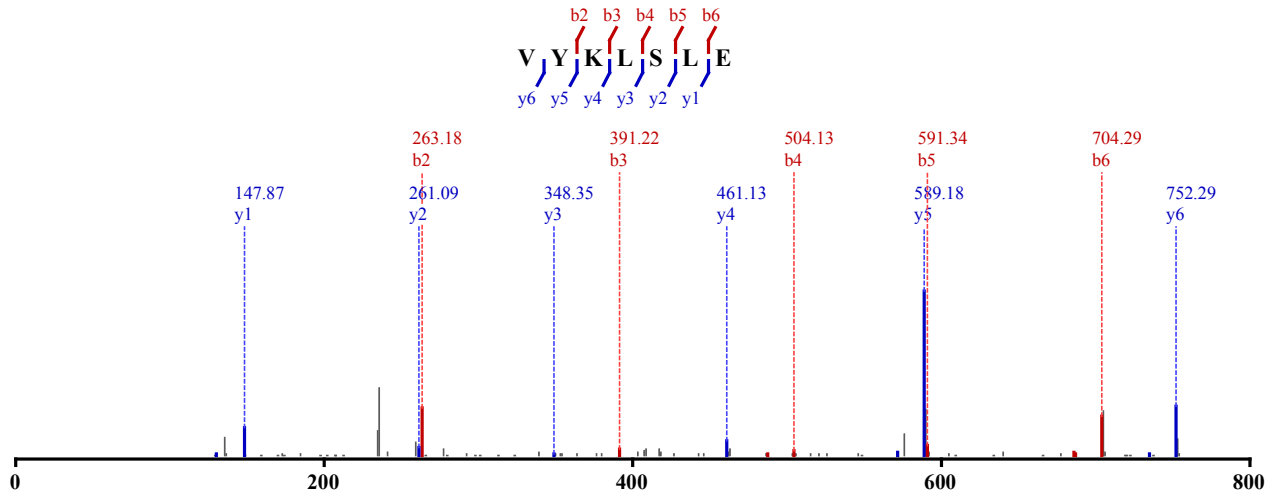 b2 b3 b4 b5 b6
V Y K L S L E
y6 y5 y4 y3 y2 y1
263.18 391.22 504.13 591.34 704.29
b2 b3 b4 b5 b6
147.87 261.09 348.35 461.13 589.18 752.29
y1 y2 y3 y4 y5 y6
0 200 400 600 800